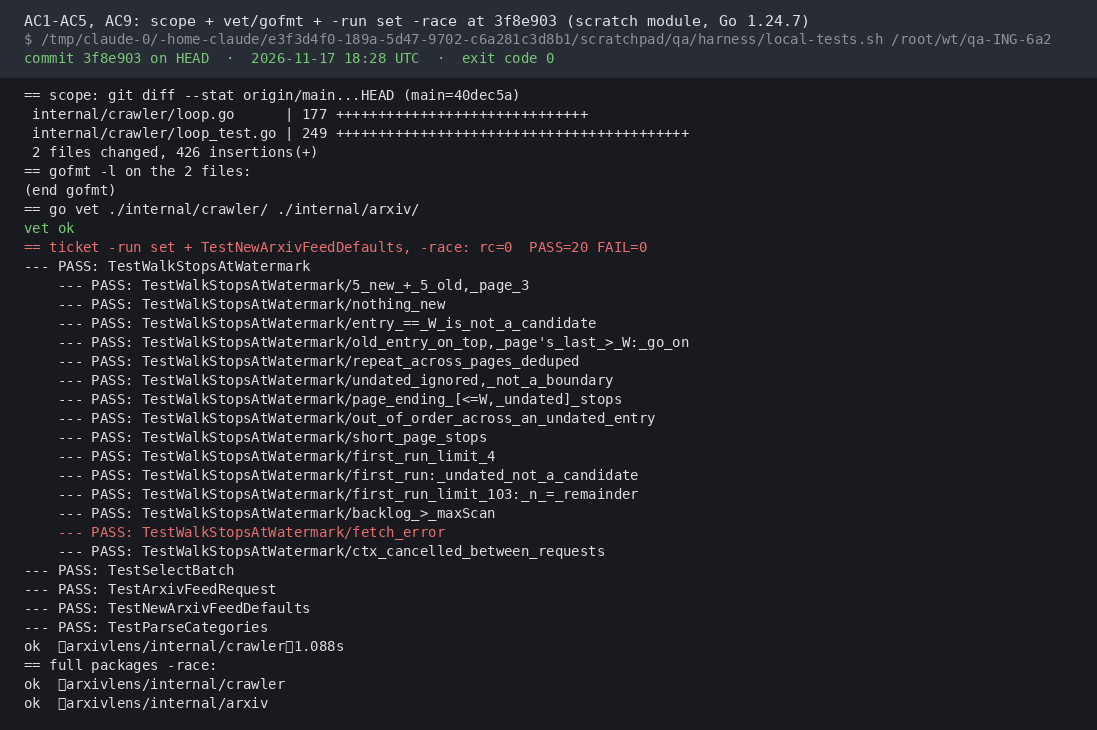 AC1-AC5, AC9: scope + vet/gofmt + -run set -race at 3f8e903 (scratch module, Go 1.24.7)
$ /tmp/claude-0/-home-claude/e3f3d4f0-189a-5d47-9702-c6a281c3d8b1/scratchpad/qa/harness/local-tests.sh /root/wt/qa-ING-6a2
commit 3f8e903 on HEAD  ·  2026-11-17 18:28 UTC  ·  exit code 0
== scope: git diff --stat origin/main...HEAD (main=40dec5a)
 internal/crawler/loop.go      | 177 ++++++++++++++++++++++++++++++
 internal/crawler/loop_test.go | 249 ++++++++++++++++++++++++++++++++++++++++++
 2 files changed, 426 insertions(+)
== gofmt -l on the 2 files:
(end gofmt)
== go vet ./internal/crawler/ ./internal/arxiv/
vet ok
== ticket -run set + TestNewArxivFeedDefaults, -race: rc=0  PASS=20 FAIL=0
--- PASS: TestWalkStopsAtWatermark
    --- PASS: TestWalkStopsAtWatermark/5_new_+_5_old,_page_3
    --- PASS: TestWalkStopsAtWatermark/nothing_new
    --- PASS: TestWalkStopsAtWatermark/entry_==_W_is_not_a_candidate
    --- PASS: TestWalkStopsAtWatermark/old_entry_on_top,_page's_last_>_W:_go_on
    --- PASS: TestWalkStopsAtWatermark/repeat_across_pages_deduped
    --- PASS: TestWalkStopsAtWatermark/undated_ignored,_not_a_boundary
    --- PASS: TestWalkStopsAtWatermark/page_ending_[<=W,_undated]_stops
    --- PASS: TestWalkStopsAtWatermark/out_of_order_across_an_undated_entry
    --- PASS: TestWalkStopsAtWatermark/short_page_stops
    --- PASS: TestWalkStopsAtWatermark/first_run_limit_4
    --- PASS: TestWalkStopsAtWatermark/first_run:_undated_not_a_candidate
    --- PASS: TestWalkStopsAtWatermark/first_run_limit_103:_n_=_remainder
    --- PASS: TestWalkStopsAtWatermark/backlog_>_maxScan
    --- PASS: TestWalkStopsAtWatermark/fetch_error
    --- PASS: TestWalkStopsAtWatermark/ctx_cancelled_between_requests
--- PASS: TestSelectBatch
--- PASS: TestArxivFeedRequest
--- PASS: TestNewArxivFeedDefaults
--- PASS: TestParseCategories
ok  	arxivlens/internal/crawler	1.088s
== full packages -race:
ok  	arxivlens/internal/crawler
ok  	arxivlens/internal/arxiv